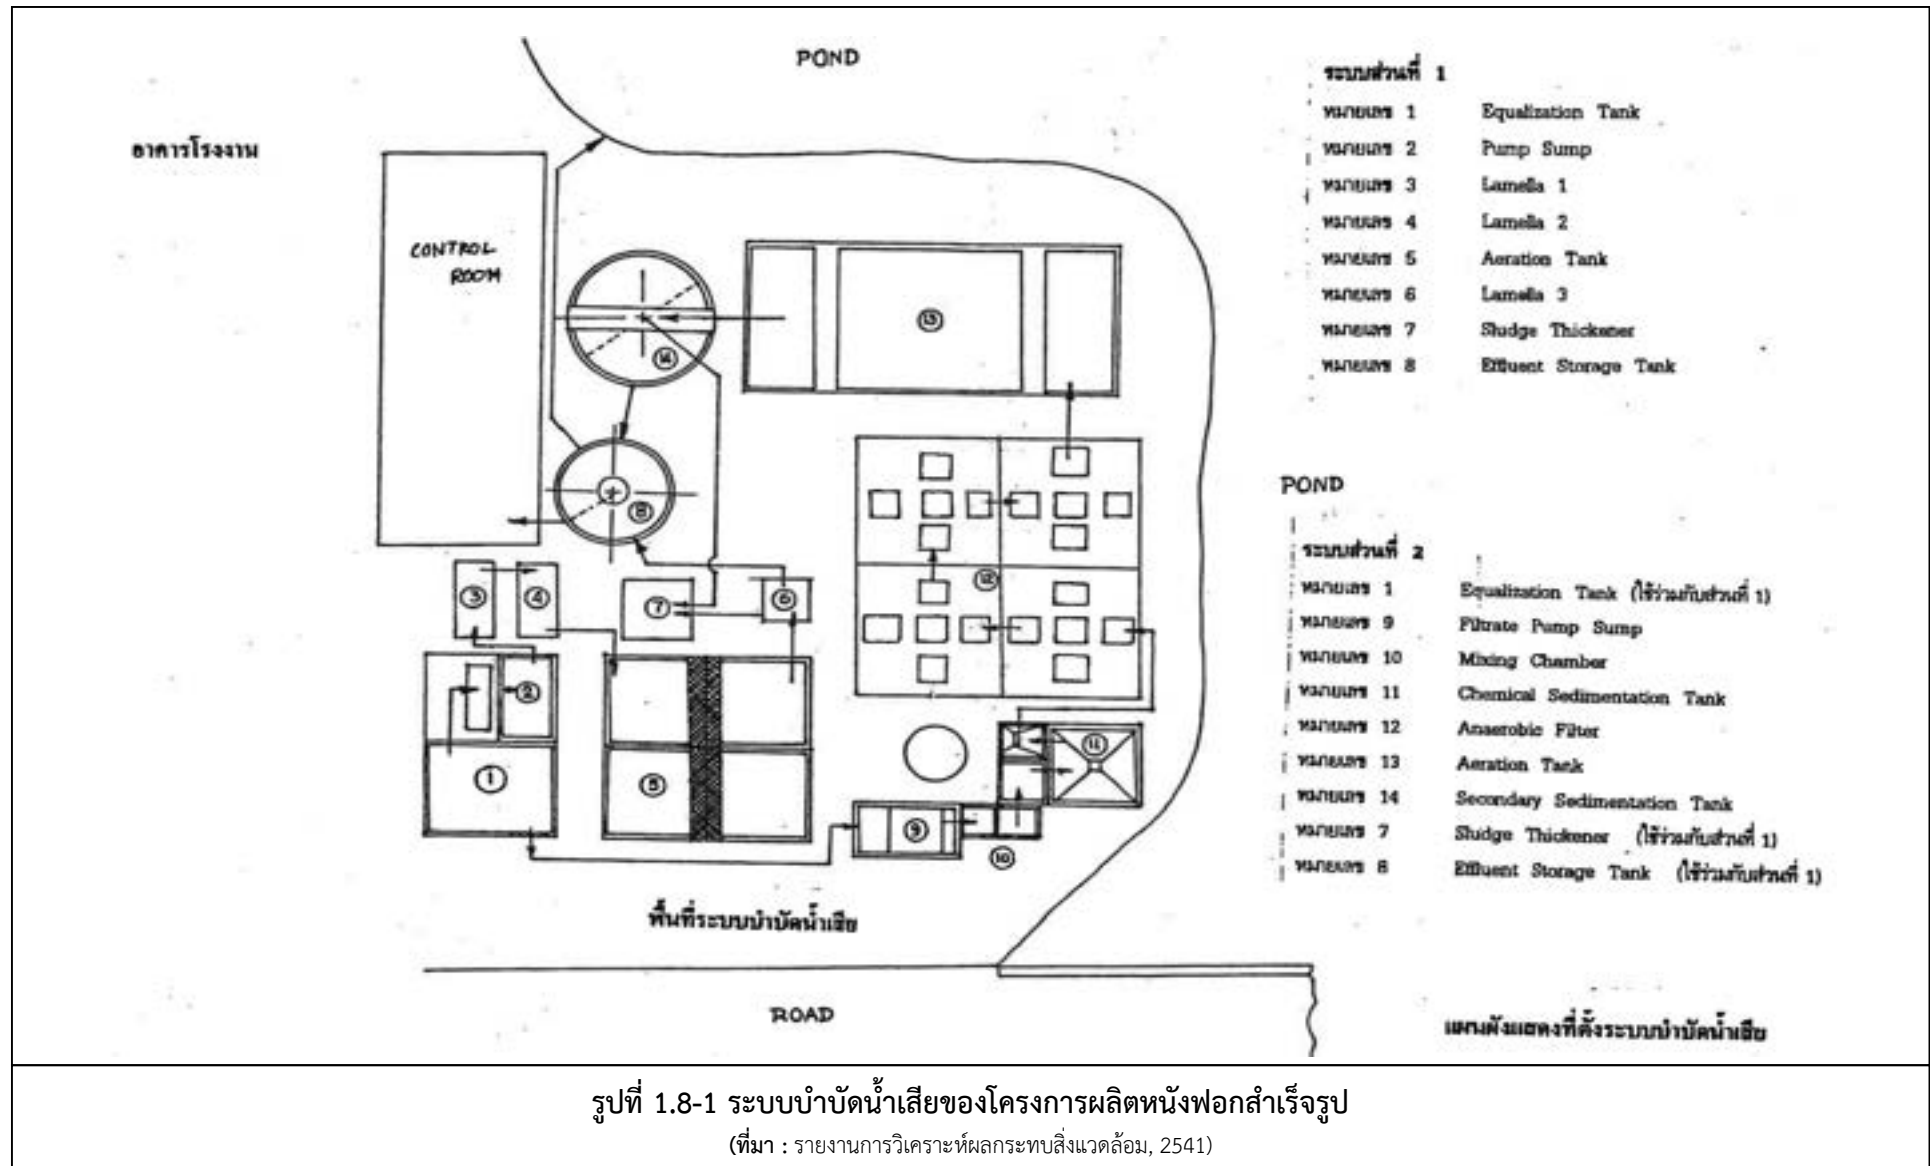 POND
อาคารโรงงาน
CONTROL
ROOM
13
14
8
12
3
4
7
6
2
1
5
11
9
10
พื้นที่ระบบบำบัดน้ำเสีย
ROAD
ระบบส่วนที่ 1
หมายเลข 1 Equalization Tank
หมายเลข 2 Pump Sump
หมายเลข 3 Lamella 1
หมายเลข 4 Lamella 2
หมายเลข 5 Aeration Tank
หมายเลข 6 Lamella 3
หมายเลข 7 Sludge Thickener
หมายเลข 8 Effluent Storage Tank
POND
ระบบส่วนที่ 2
หมายเลข 1 Equalization Tank (ใช้ร่วมกับส่วนที่ 1)
หมายเลข 9 Filtrate Pump Sump
หมายเลข 10 Mixing Chamber
หมายเลข 11 Chemical Sedimentation Tank
หมายเลข 12 Anaerobic Filter
หมายเลข 13 Aeration Tank
หมายเลข 14 Secondary Sedimentation Tank
หมายเลข 7 Sludge Thickener (ใช้ร่วมกับส่วนที่ 1)
หมายเลข 8 Effluent Storage Tank (ใช้ร่วมกับส่วนที่ 1)
แผนผังแสดงที่ตั้งระบบบำบัดน้ำเสีย
รูปที่ 1.8-1 ระบบบำบัดน้ำเสียของโครงการผลิตหนังฟอกสำเร็จรูป
(ที่มา : รายงานการวิเคราะห์ผลกระทบสิ่งแวดล้อม, 2541)